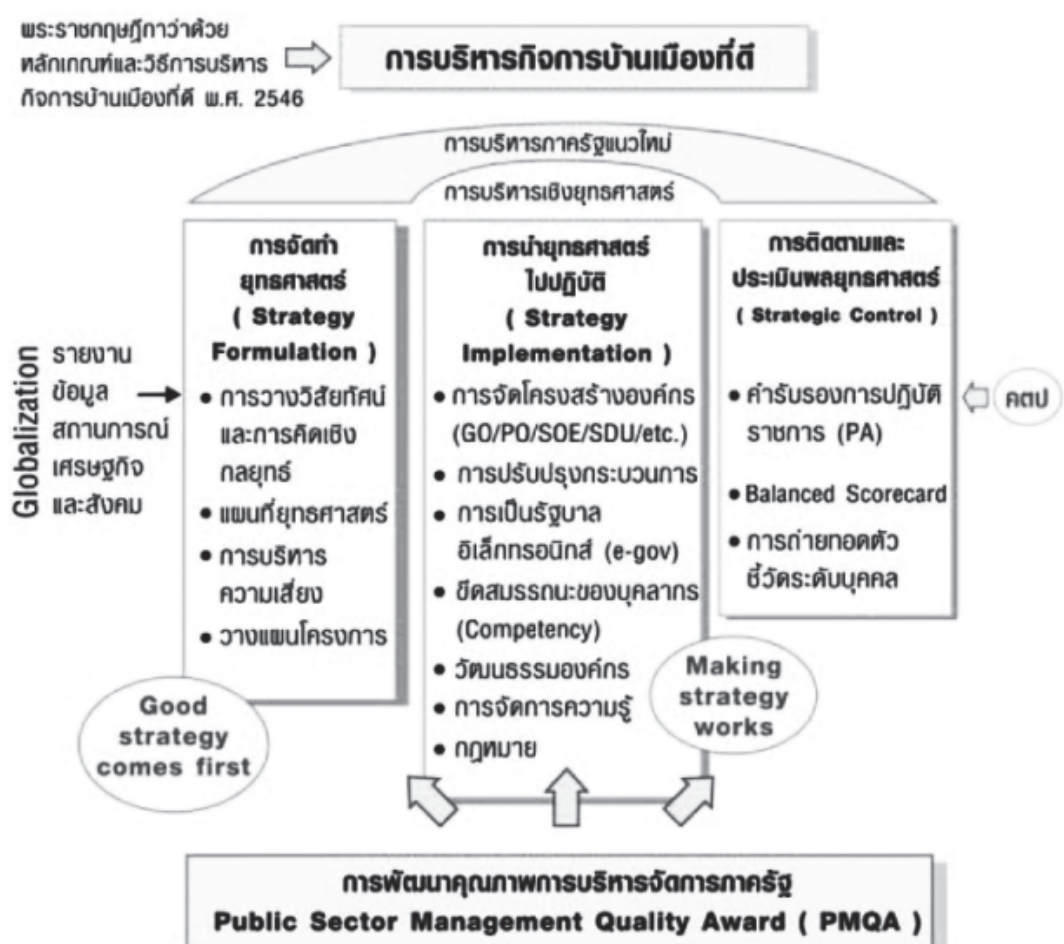 พระราชกฤษฎีกาว่าด้วย
หลักเกณฑ์และวิธีการบริหาร
กิจการบ้านเมืองที่ดี พ.ศ. 2546
การบริหารกิจการบ้านเมืองที่ดี
การบริหารภาครัฐแนวใหม่
การบริหารเชิงยุทธศาสตร์
Globalization
รายงาน
ข้อมูล
สถานการณ์
เศรษฐกิจ
และสังคม
การจัดทำ
ยุทธศาสตร์
( Strategy
Formulation )
• การวางวิสัยทัศน์
และการคิดเชิง
กลยุทธ์
• แผนที่ยุทธศาสตร์
• การบริหาร
ความเสี่ยง
• วางแผนโครงการ
Good
strategy
comes first
การนำยุทธศาสตร์
ไปปฏิบัติ
( Strategy
Implementation )
• การจัดโครงสร้างองค์กร
(GO/PO/SOE/SDU/etc.)
• การปรับปรุงกระบวนการ
• การเป็นรัฐบาล
อิเล็กทรอนิกส์ (e-gov)
• ขีดสมรรถนะของบุคลากร
(Competency)
• วัฒนธรรมองค์กร
• การจัดการความรู้
• กฎหมาย
การติดตามและ
ประเมินผลยุทธศาสตร์
( Strategic Control )
• คำรับรองการปฏิบัติ
ราชการ (PA)
• Balanced Scorecard
• การถ่ายทอดตัว
ชี้วัดระดับบุคคล
คตป
Making
strategy
works
การพัฒนาคุณภาพการบริหารจัดการภาครัฐ
Public Sector Management Quality Award ( PMQA )